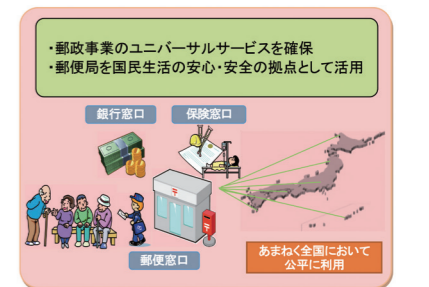 ・郵政事業のユニバーサルサービスを確保
・郵便局を国民生活の安心・安全の拠点として活用
銀行窓口
保険窓口
郵便窓口
あまねく全国において
公平に利用